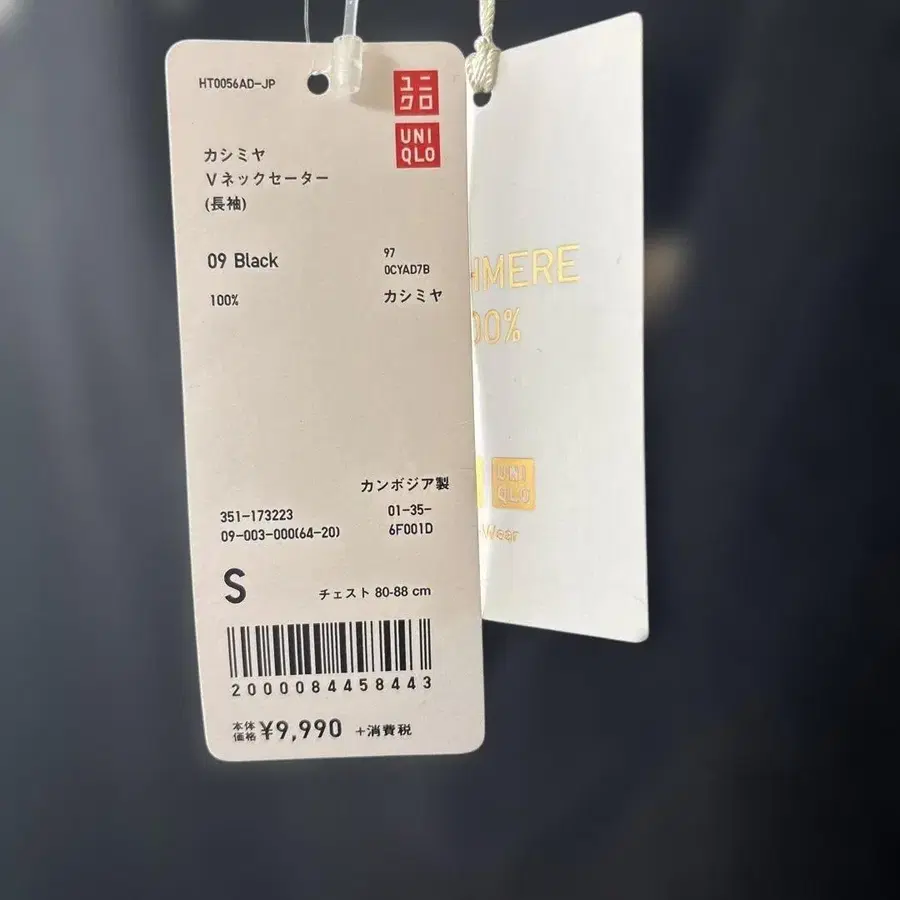 HT0056AD-JP
ユニ
クロ
UNI
QLO
カシミヤ
Vネックセーター
(長袖)
09 Black
97
0CYAD7B
100% カシミヤ
カンボジア製
351-173223
09-003-000(64-20)
01-35-
6F001D
S
チェスト 80-88 cm
2000084458443
本体
価格 ¥9,990 +消費税
HMERE
00%
UNI
QLO
Wear